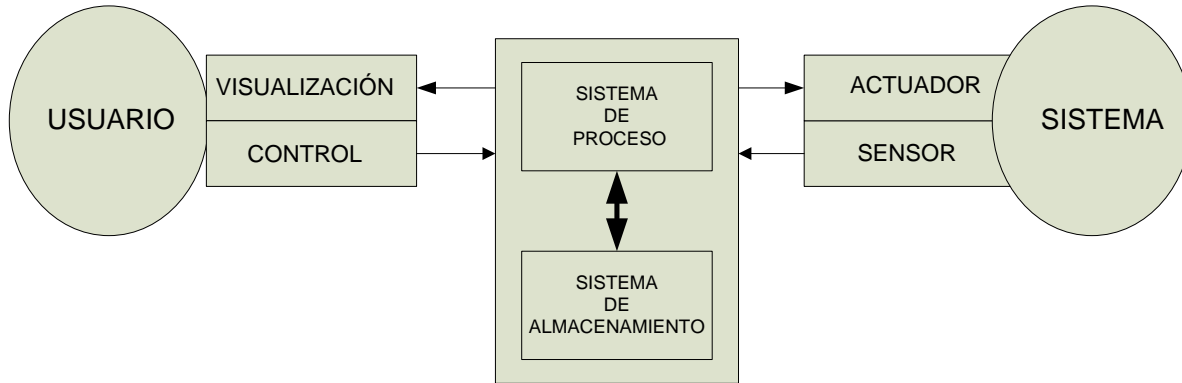 USUARIO
VISUALIZACIÓN
CONTROL
SISTEMA
DE
PROCESO
SISTEMA
DE
ALMACENAMIENTO
ACTUADOR
SENSOR
SISTEMA